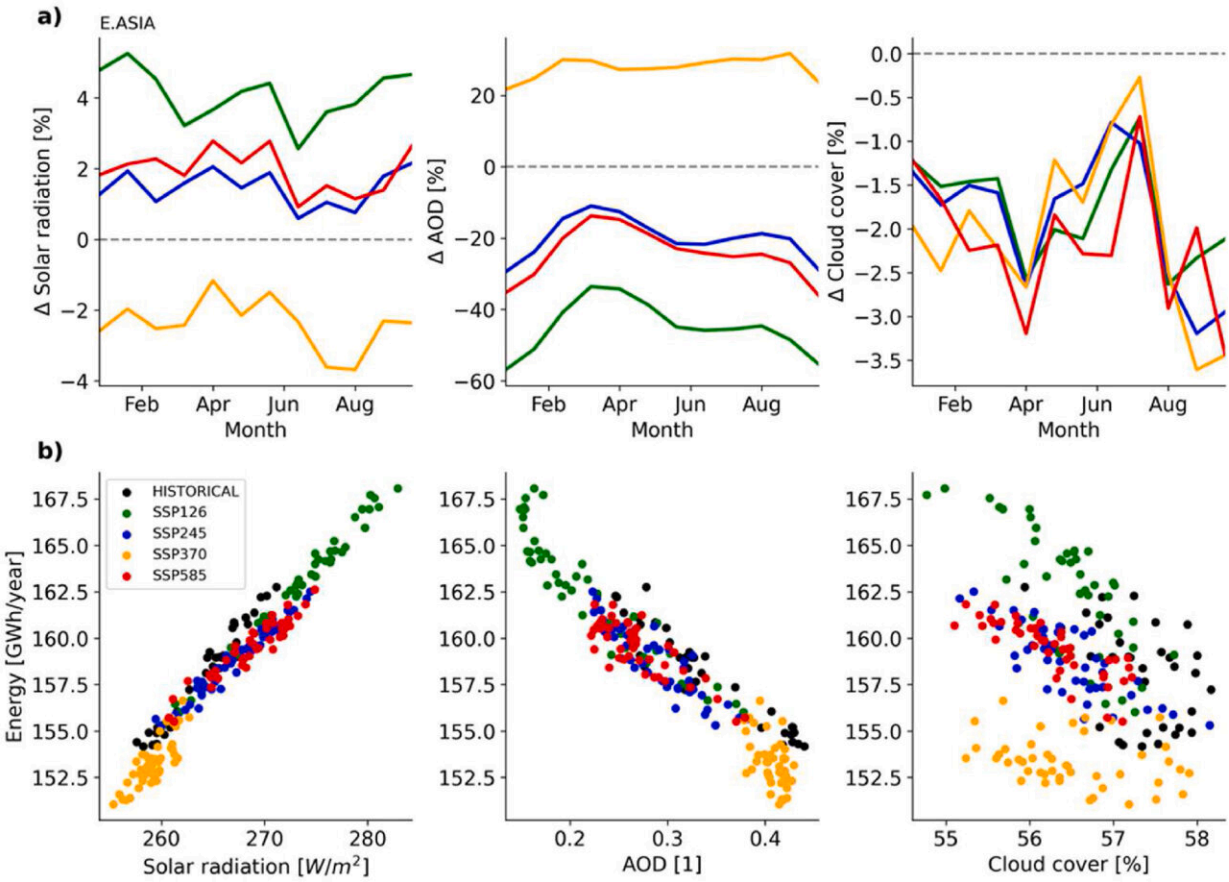 a)
E.ASIA
Δ Solar radiation [%]
4
2
0
−2
−4
Feb Apr Jun Aug
Month
Δ AOD [%]
20
0
−20
−40
−60
Feb Apr Jun Aug
Month
Δ Cloud cover [%]
0.0
−0.5
−1.0
−1.5
−2.0
−2.5
−3.0
−3.5
Feb Apr Jun Aug
Month
b)
HISTORICAL
SSP126
SSP245
SSP370
SSP585
Energy [GWh/year]
167.5
165.0
162.5
160.0
157.5
155.0
152.5
260 270 280
Solar radiation [W/m²]
167.5
165.0
162.5
160.0
157.5
155.0
152.5
0.2 0.3 0.4
AOD [1]
167.5
165.0
162.5
160.0
157.5
155.0
152.5
55 56 57 58
Cloud cover [%]